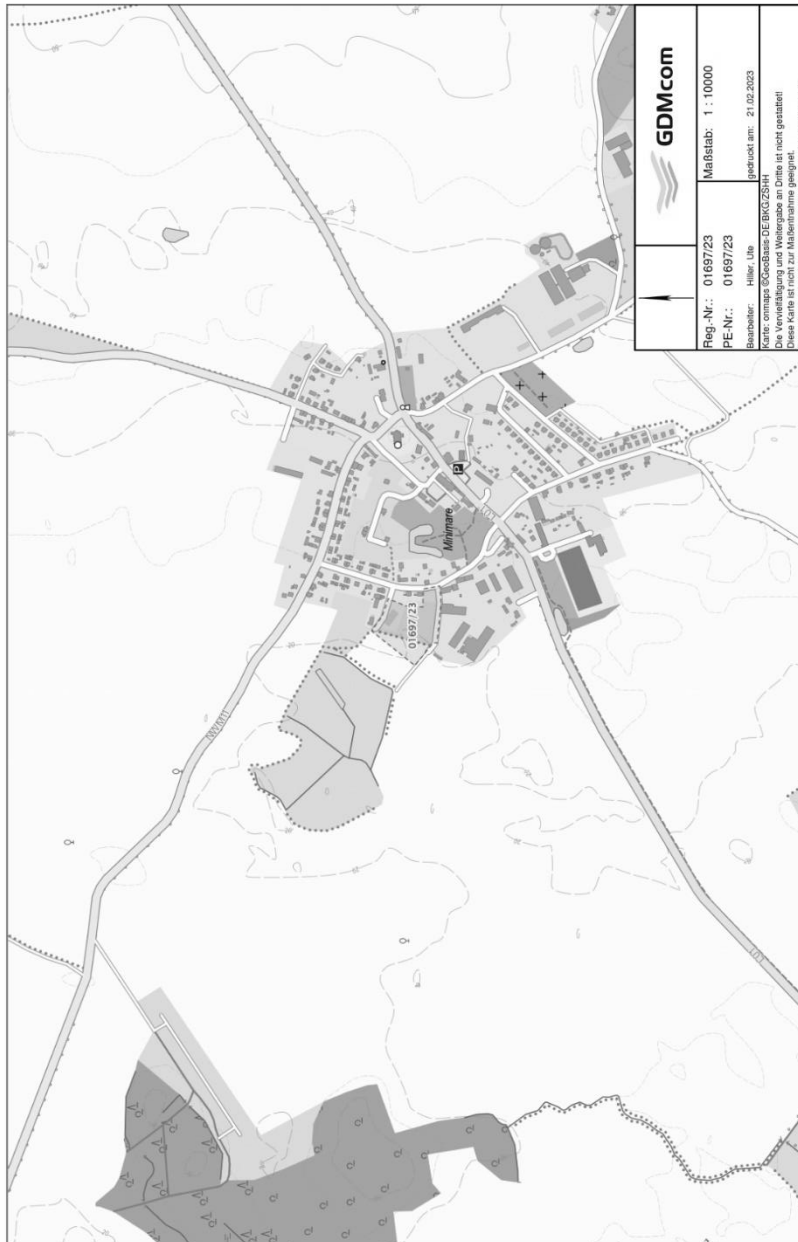 GDMcom
Reg.-Nr.: 01697/23
Maßstab: 1 : 10000
PE-Nr.: 01697/23
Bearbeiter: Hiller, Ute
gedruckt am: 21.02.2023
Karte: onmaps ©GeoBasis-DE/BKG/ZSHH
Die Vervielfältigung und Weitergabe an Dritte ist nicht gestattet!
Diese Karte ist nicht zur Maßentnahme geeignet.
Minimare
P
01697/23